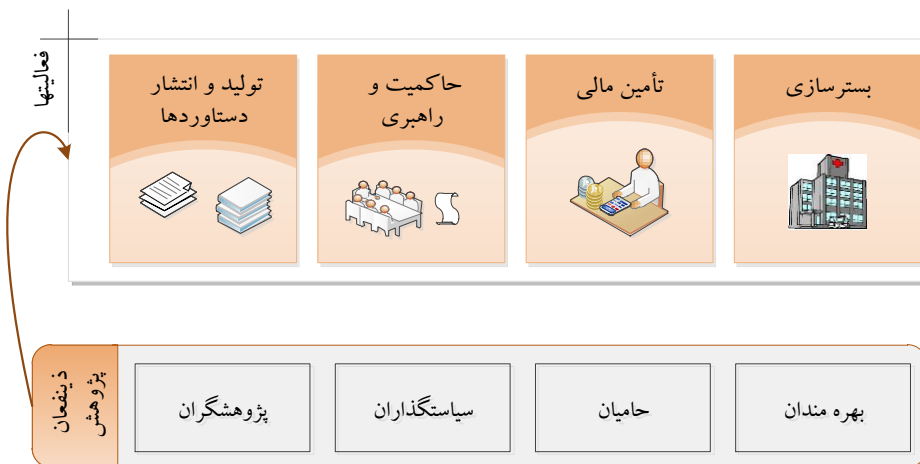 فعالیتها
بسترسازی
تأمین مالی
حاکمیت و
راهبری
تولید و انتشار
دستاوردها
ذینفعان
پژوهش
بهره مندان
حامیان
سیاستگذاران
پژوهشگران